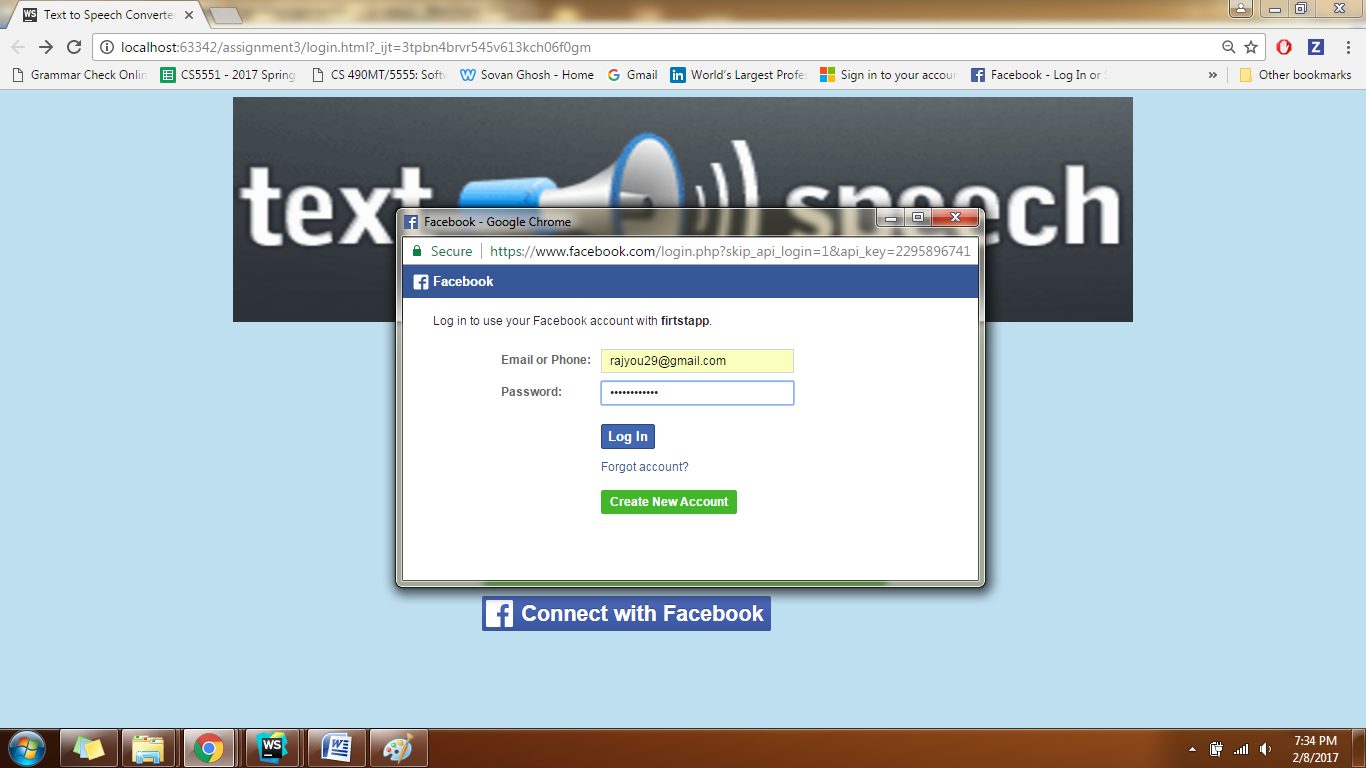 WS Text to Speech Converter
localhost:63342/assignment3/login.html?_ijt=3tpbn4brvr545v613kch06f0gm
Z
Grammar Check Onlin CS5551 - 2017 Spring CS 490MT/5555: Softw Sovan Ghosh - Home Gmail World's Largest Profe Sign in to your accou Facebook - Log In or S » Other bookmarks
text speech
Facebook - Google Chrome
Secure https://www.facebook.com/login.php?skip_api_login=1&api_key=2295896741
Facebook
Log in to use your Facebook account with firtstapp.
Email or Phone: rajyou29@gmail.com
Password: ••••••••••••
Log In
Forgot account?
Create New Account
Connect with Facebook
WS
7:34 PM
2/8/2017